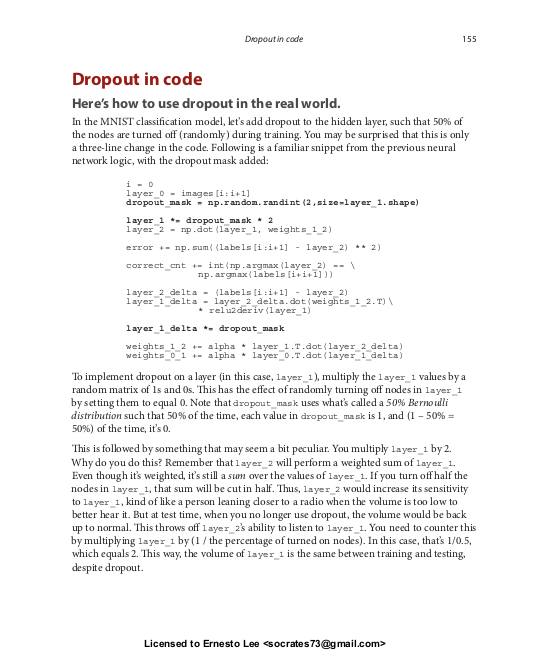 Dropout in code 155
Dropout in code
Here's how to use dropout in the real world.
In the MNIST classification model, let's add dropout to the hidden layer, such that 50% of
the nodes are turned off (randomly) during training. You may be surprised that this is only
a three-line change in the code. Following is a familiar snippet from the previous neural
network logic, with the dropout mask added:
i = 0
layer_0 = images[i:i+1]
dropout_mask = np.random.randint(2,size=layer_1.shape)
layer_1 *= dropout_mask * 2
layer_2 = np.dot(layer_1, weights_1_2)
error += np.sum((labels[i:i+1] - layer_2) ** 2)
correct_cnt += int(np.argmax(layer_2) == \
np.argmax(labels[i+i+1]))
layer_2_delta = (labels[i:i+1] - layer_2)
layer_1_delta = layer_2_delta.dot(weights_1_2.T)\
* relu2deriv(layer_1)
layer_1_delta *= dropout_mask
weights_1_2 += alpha * layer_1.T.dot(layer_2_delta)
weights_0_1 += alpha * layer_0.T.dot(layer_1_delta)
To implement dropout on a layer (in this case, layer_1), multiply the layer_1 values by a
random matrix of 1s and 0s. This has the effect of randomly turning off nodes in layer_1
by setting them to equal 0. Note that dropout_mask uses what's called a 50% Bernoulli
distribution such that 50% of the time, each value in dropout_mask is 1, and (1 – 50% =
50%) of the time, it's 0.
This is followed by something that may seem a bit peculiar. You multiply layer_1 by 2.
Why do you do this? Remember that layer_2 will perform a weighted sum of layer_1.
Even though it's weighted, it's still a sum over the values of layer_1. If you turn off half the
nodes in layer_1, that sum will be cut in half. Thus, layer_2 would increase its sensitivity
to layer_1, kind of like a person leaning closer to a radio when the volume is too low to
better hear it. But at test time, when you no longer use dropout, the volume would be back
up to normal. This throws off layer_2's ability to listen to layer_1. You need to counter this
by multiplying layer_1 by (1 / the percentage of turned on nodes). In this case, that's 1/0.5,
which equals 2. This way, the volume of layer_1 is the same between training and testing,
despite dropout.
Licensed to Ernesto Lee <socrates73@gmail.com>